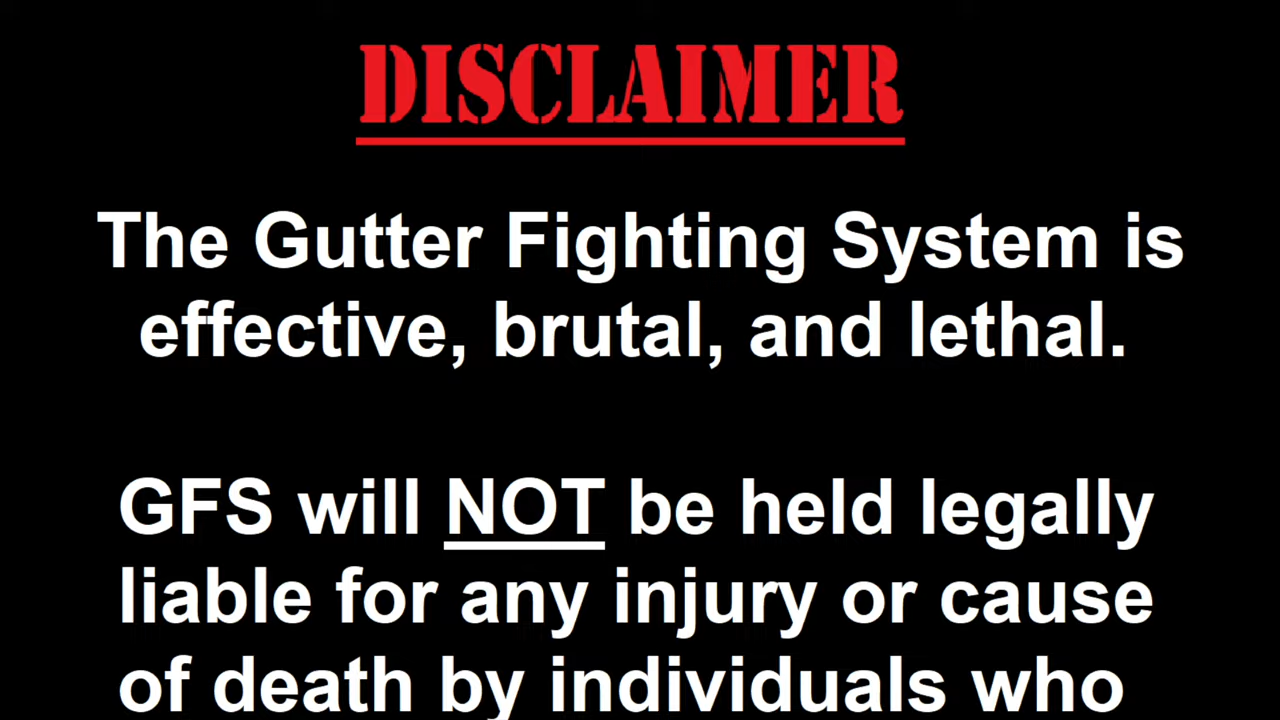 DISCLAIMER
The Gutter Fighting System is
effective, brutal, and lethal.
GFS will NOT be held legally
liable for any injury or cause
of death by individuals who